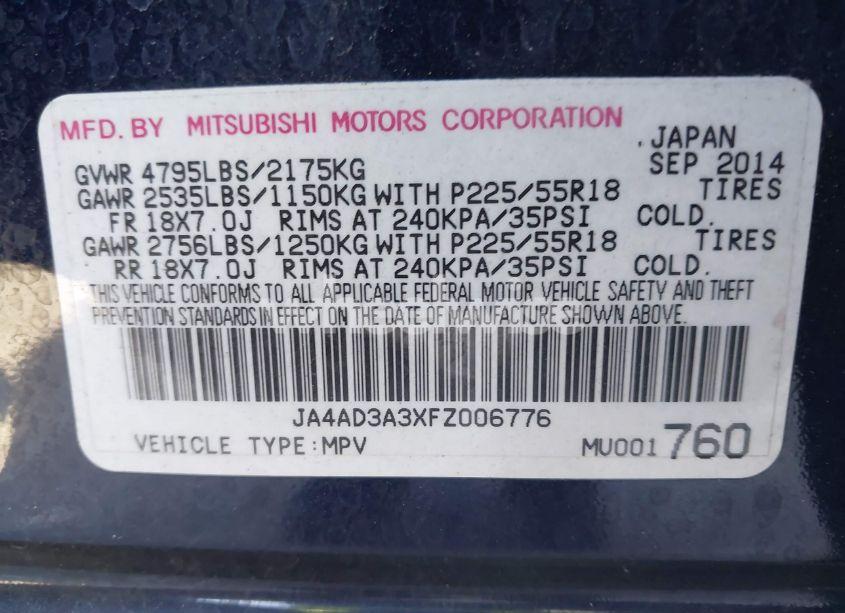 MFD. BY MITSUBISHI MOTORS CORPORATION
. JAPAN
GVWR 4795LBS/2175KG SEP 2014
GAWR 2535LBS/1150KG WITH P225/55R18 TIRES
FR 18X7.0J RIMS AT 240KPA/35PSI COLD.
GAWR 2756LBS/1250KG WITH P225/55R18 TIRES
RR 18X7.0J RIMS AT 240KPA/35PSI COLD.
THIS VEHICLE CONFORMS TO ALL APPLICABLE FEDERAL MOTOR VEHICLE SAFETY AND THEFT
PREVENTION STANDARDS IN EFFECT ON THE DATE OF MANUFACTURE SHOWN ABOVE.
JA4AD3A3XFZ006776
VEHICLE TYPE:MPV MU001 760